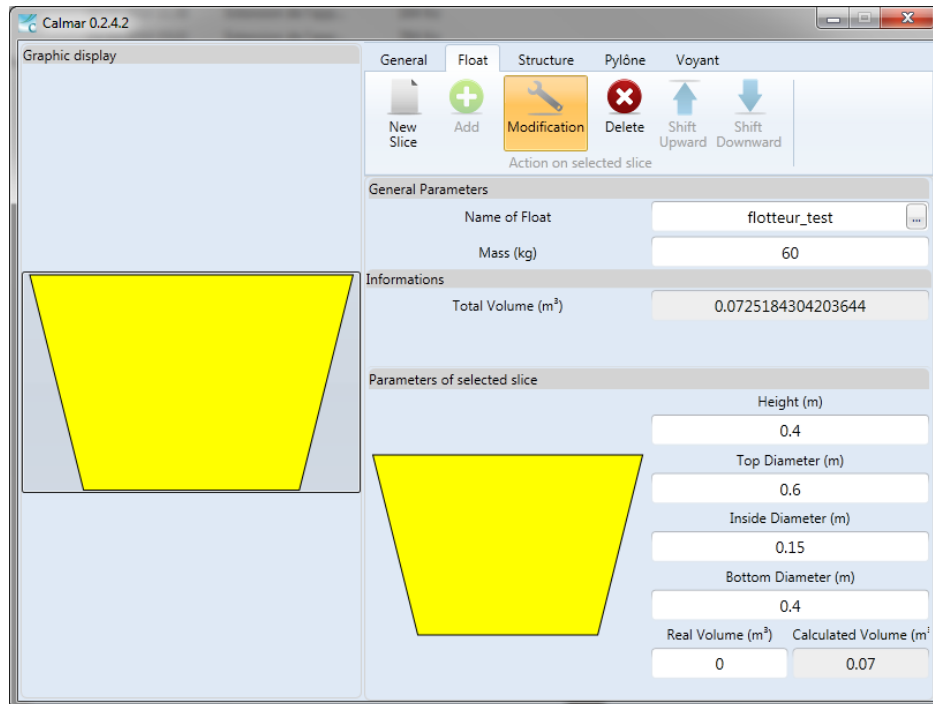 Calmar 0.2.4.2
Graphic display
General Float Structure Pylône Voyant
New Slice
Add
Modification
Delete
Shift Upward
Shift Downward
Action on selected slice
General Parameters
Name of Float flotteur_test ...
Mass (kg) 60
Informations
Total Volume (m³) 0.0725184304203644
Parameters of selected slice
Height (m)
0.4
Top Diameter (m)
0.6
Inside Diameter (m)
0.15
Bottom Diameter (m)
0.4
Real Volume (m³) Calculated Volume (m³
0 0.07